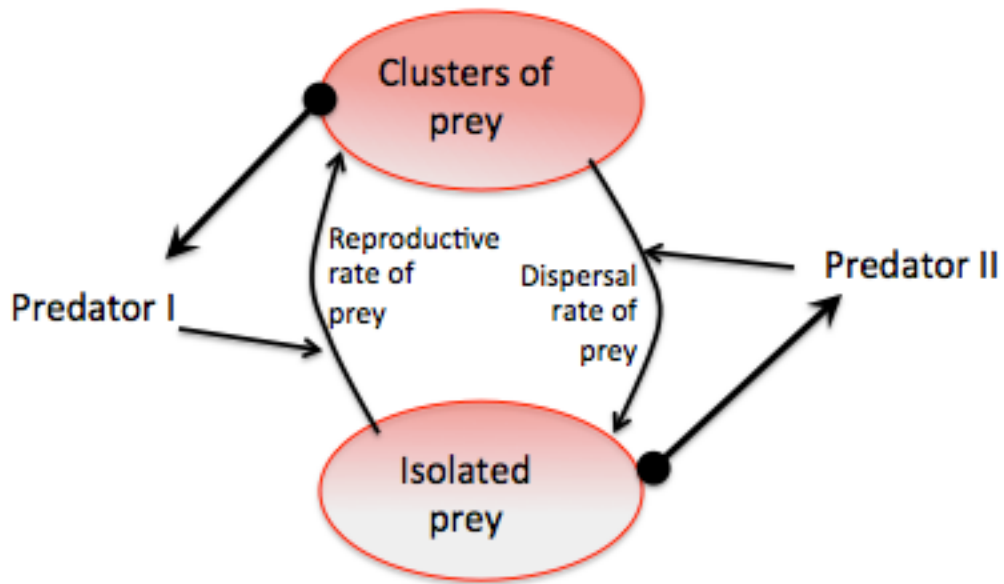 Clusters of
prey
Reproductive
rate of
prey
Dispersal
rate of
prey
Predator I
Predator II
Isolated
prey